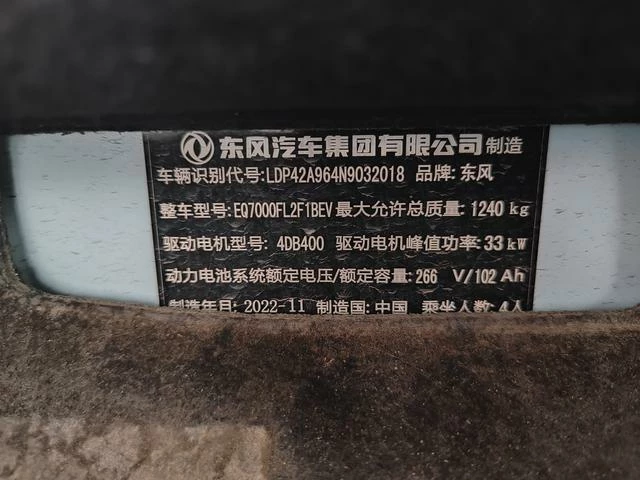 东风汽车集团有限公司 制造
车辆识别代号:LDP42A964N9032018 品牌:东风
整车型号:EQ7000FL2F1BEV 最大允许总质量:1240 kg
驱动电机型号: 4DB400 驱动电机峰值功率:33 kW
动力电池系统额定电压/额定容量: 266 V/102 Ah
制造年月: 2022-11 制造国: 中国 乘坐人数: 4人